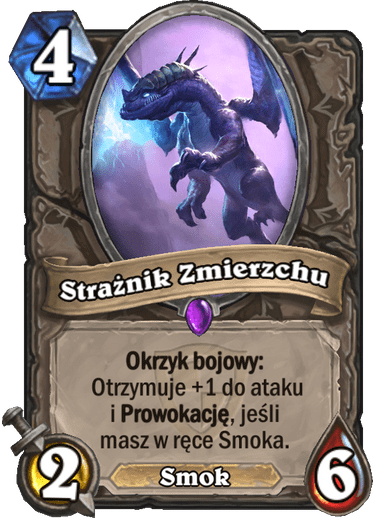 4
Strażnik Zmierzchu
Okrzyk bojowy:
Otrzymuje +1 do ataku
i Prowokację, jeśli
masz w ręce Smoka.
2
Smok
6